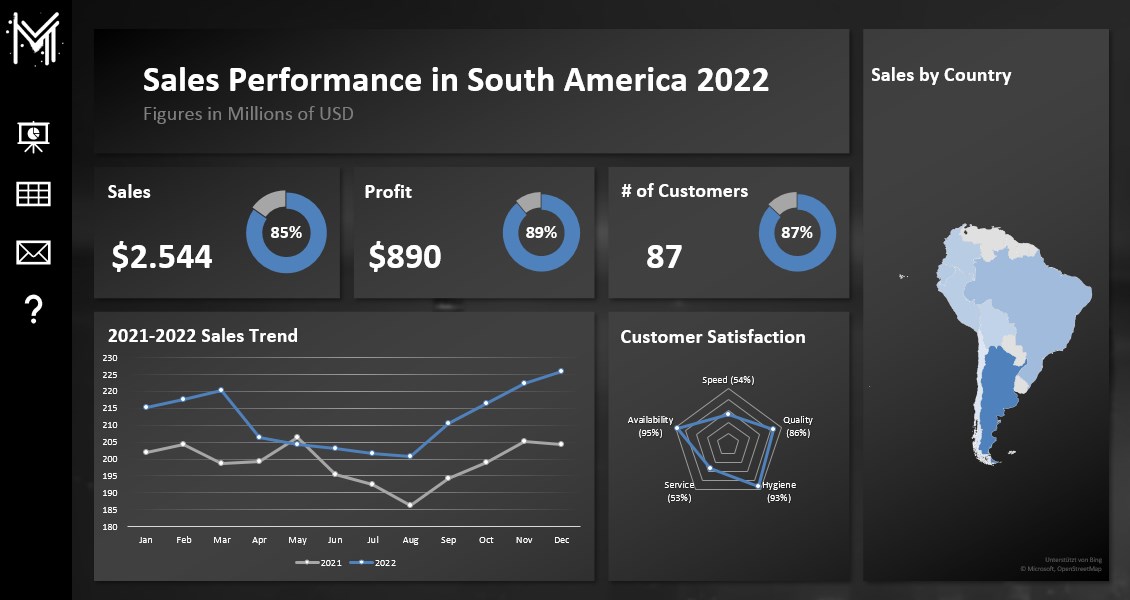 M
Sales Performance in South America 2022
Figures in Millions of USD
Sales by Country
Sales
85%
$2.544
Profit
89%
$890
# of Customers
87%
87
?
2021-2022 Sales Trend
230
225
220
215
210
205
200
195
190
185
180
Jan Feb Mar Apr May Jun Jul Aug Sep Oct Nov Dec
2021 2022
Customer Satisfaction
Speed (54%)
Quality
(86%)
Hygiene
(93%)
Service
(53%)
Availability
(95%)
Unterstützt von Bing
© Microsoft, OpenStreetMap